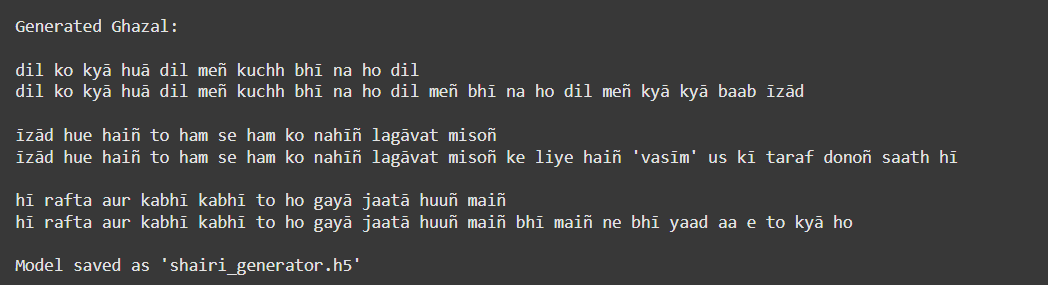 Generated Ghazal:
dil ko kyā huā dil meñ kuchh bhī na ho dil
dil ko kyā huā dil meñ kuchh bhī na ho dil meñ bhī na ho dil meñ kyā kyā baab īzād
īzād hue haiñ to ham se ham ko nahīñ lagāvat misoñ
īzād hue haiñ to ham se ham ko nahīñ lagāvat misoñ ke liye haiñ 'vasīm' us kī taraf donoñ saath hī
hī rafta aur kabhī kabhī to ho gayā jaatā huuñ maiñ
hī rafta aur kabhī kabhī to ho gayā jaatā huuñ maiñ bhī maiñ ne bhī yaad aa e to kyā ho
Model saved as 'shairi_generator.h5'